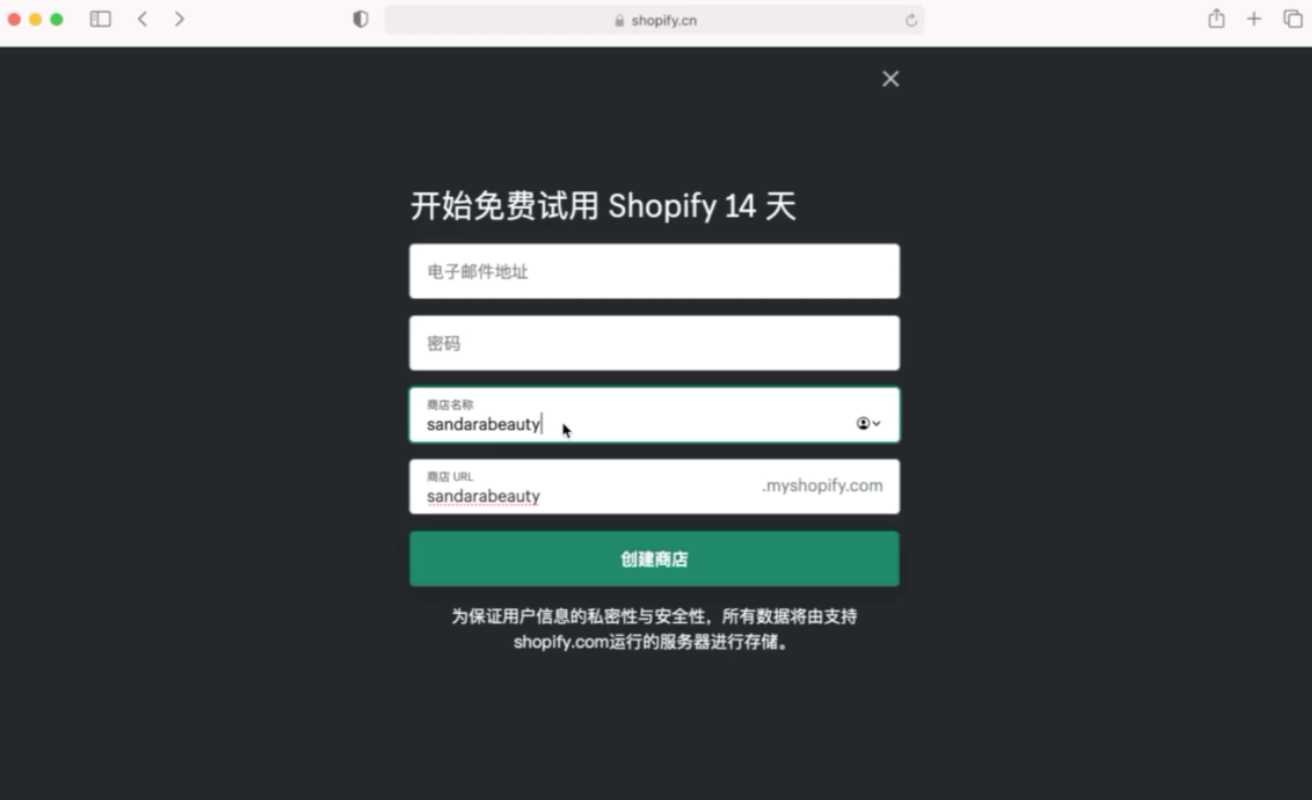 shopify.cn
开始免费试用 Shopify 14 天
电子邮件地址
密码
商店名称
sandarabeauty
商店 URL
sandarabeauty
.myshopify.com
创建商店
为保证用户信息的私密性与安全性，所有数据将由支持
shopify.com运行的服务器进行存储。